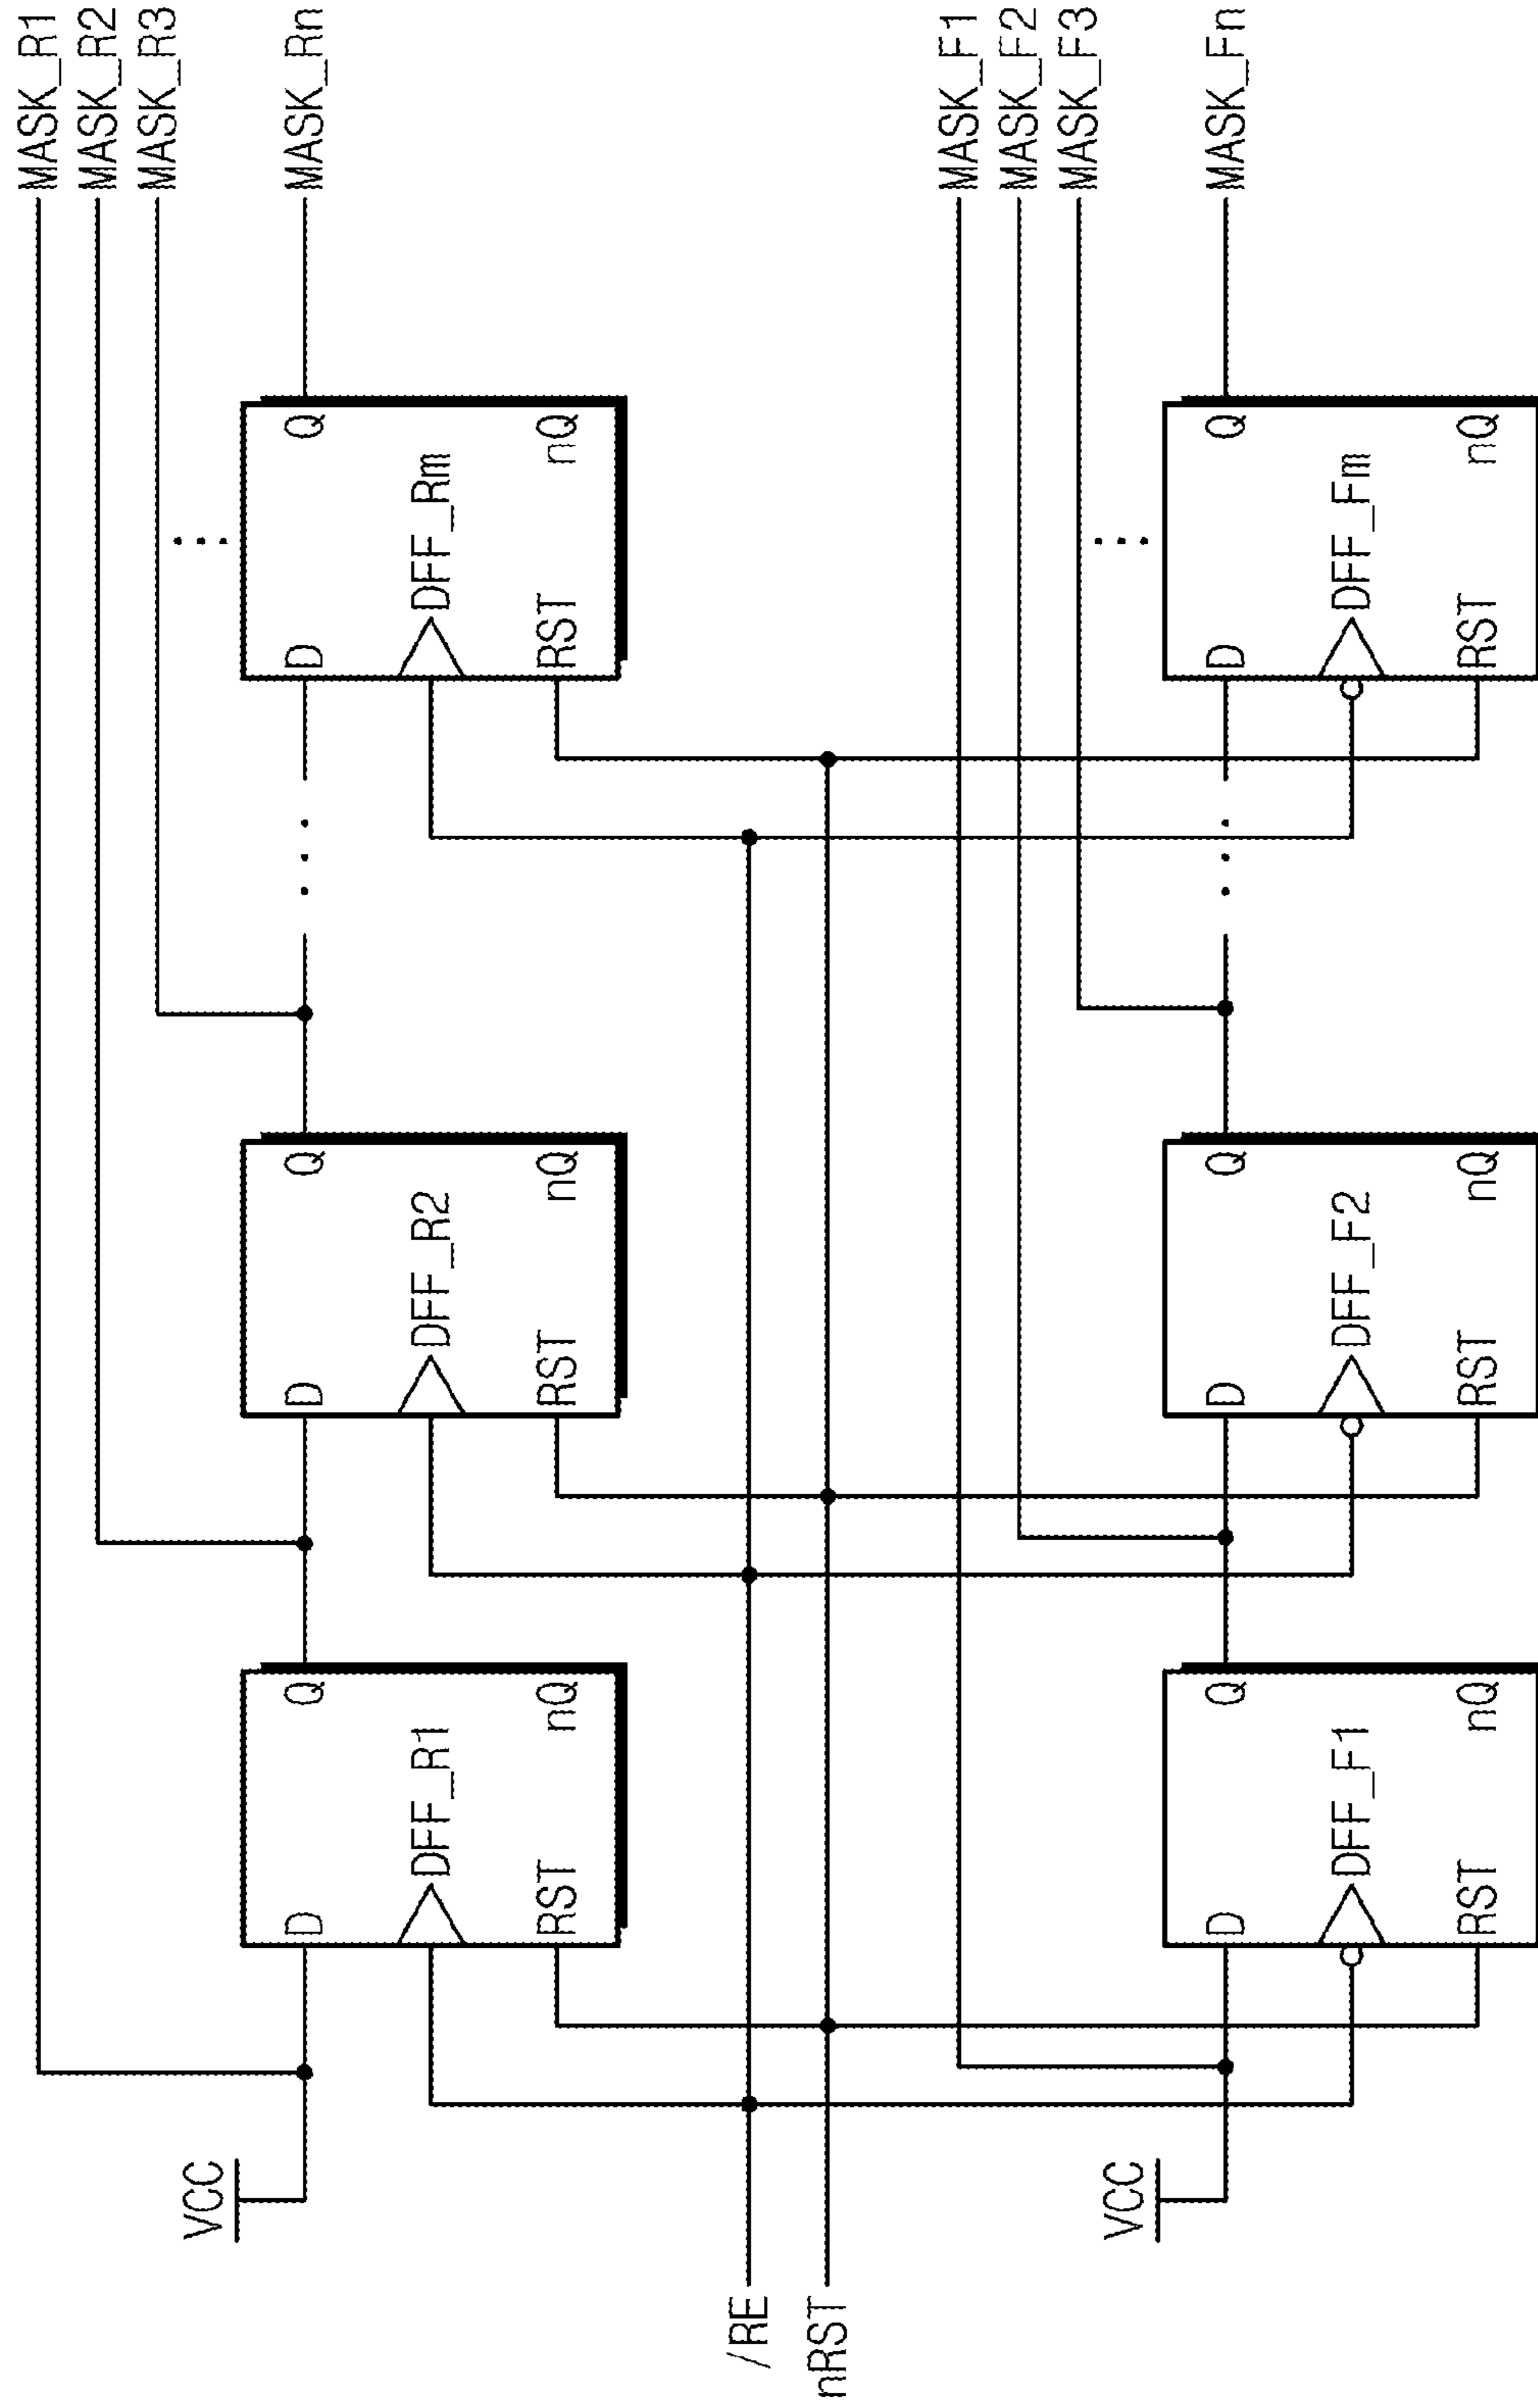 MASK_R1
MASK_R2
MASK_R3
MASK_Rn
VCC
D
Q
DFF_R1
RST
nQ
D
Q
DFF_R2
RST
nQ
D
Q
DFF_Rm
RST
nQ
/RE
nRST
MASK_F1
MASK_F2
MASK_F3
MASK_Fn
VCC
D
Q
DFF_F1
RST
nQ
D
Q
DFF_F2
RST
nQ
D
Q
DFF_Fm
RST
nQ